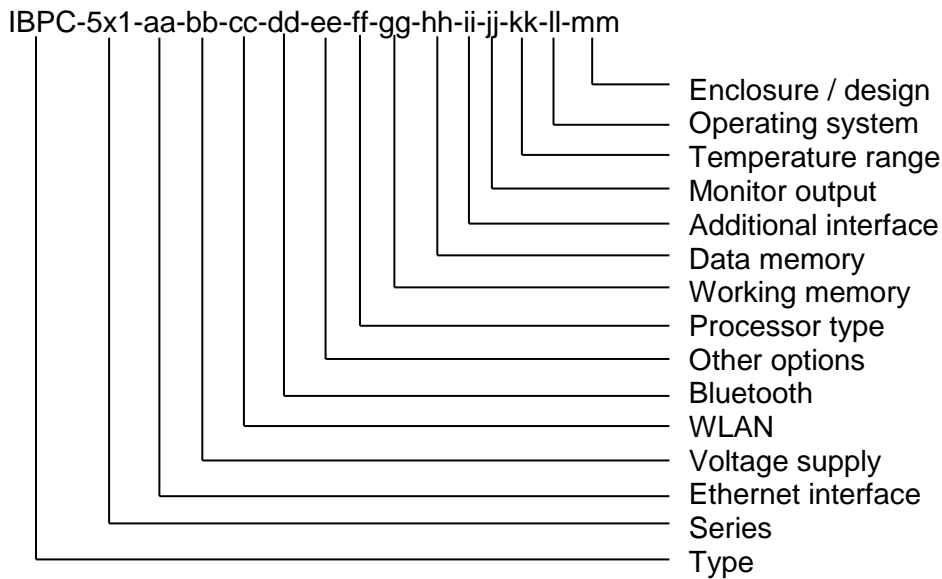 IBPC-5x1-aa-bb-cc-dd-ee-ff-gg-hh-ii-jj-kk-ll-mm
Enclosure / design
Operating system
Temperature range
Monitor output
Additional interface
Data memory
Working memory
Processor type
Other options
Bluetooth
WLAN
Voltage supply
Ethernet interface
Series
Type